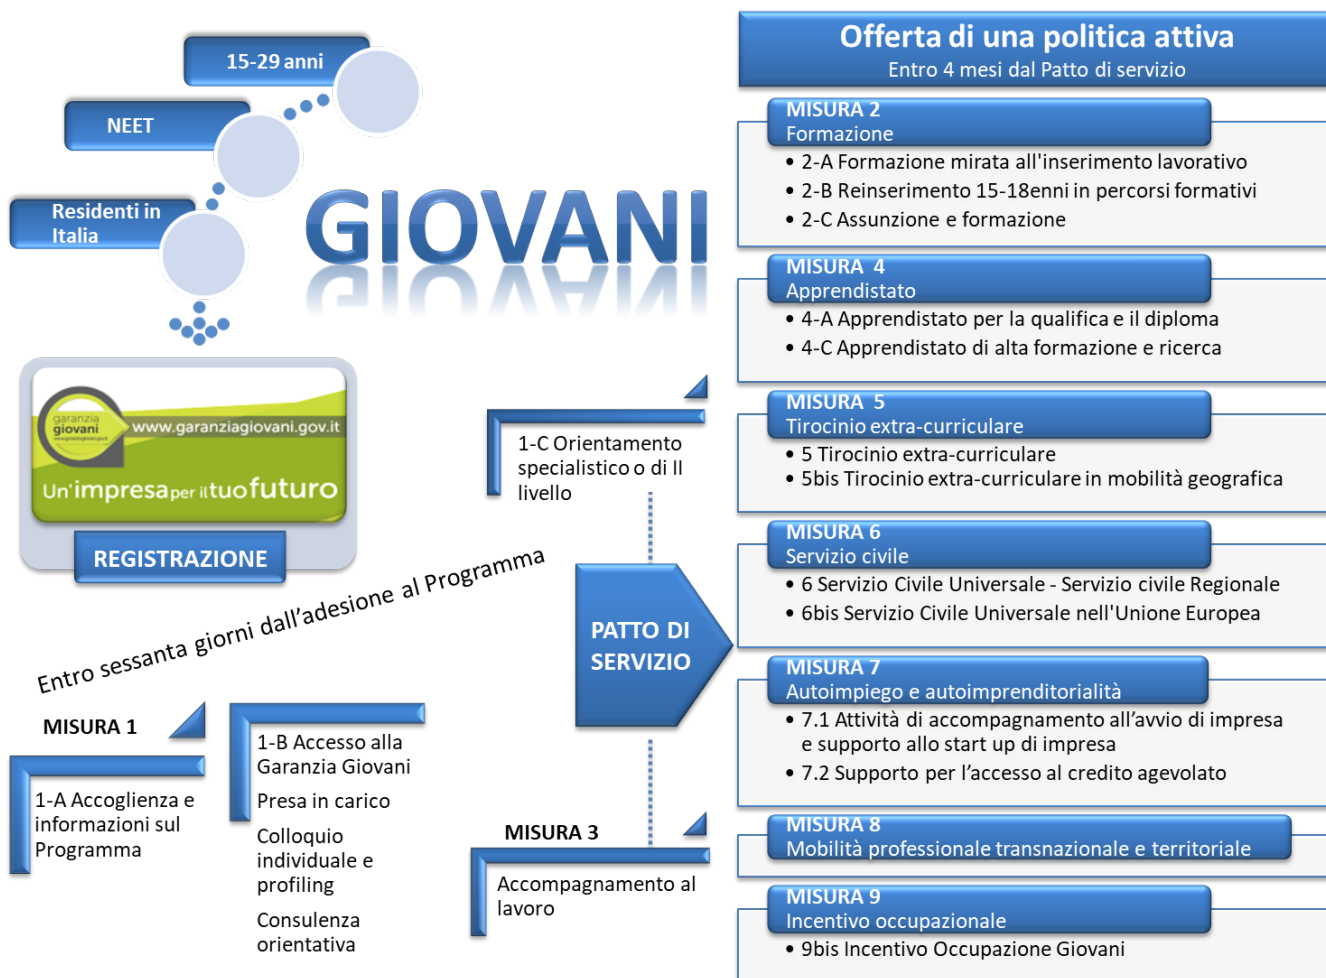 15-29 anni
NEET
Residenti in
Italia
GIOVANI
garanzia
giovani
www.garanziagiovani.gov.it
www.garanziagiovani.gov.it
Un'impresa per il tuo futuro
REGISTRAZIONE
Entro sessanta giorni dall’adesione al Programma
MISURA 1
1-A Accoglienza e
informazioni sul
Programma
1-B Accesso alla
Garanzia Giovani
Presa in carico
Colloquio
individuale e
profiling
Consulenza
orientativa
1-C Orientamento
specialistico o di II
livello
PATTO DI
SERVIZIO
MISURA 3
Accompagnamento al
lavoro
Offerta di una politica attiva
Entro 4 mesi dal Patto di servizio
MISURA 2
Formazione
• 2-A Formazione mirata all'inserimento lavorativo
• 2-B Reinserimento 15-18enni in percorsi formativi
• 2-C Assunzione e formazione
MISURA 4
Apprendistato
• 4-A Apprendistato per la qualifica e il diploma
• 4-C Apprendistato di alta formazione e ricerca
MISURA 5
Tirocinio extra-curriculare
• 5 Tirocinio extra-curriculare
• 5bis Tirocinio extra-curriculare in mobilità geografica
MISURA 6
Servizio civile
• 6 Servizio Civile Universale - Servizio civile Regionale
• 6bis Servizio Civile Universale nell'Unione Europea
MISURA 7
Autoimpiego e autoimprenditorialità
• 7.1 Attività di accompagnamento all’avvio di impresa
e supporto allo start up di impresa
• 7.2 Supporto per l’accesso al credito agevolato
MISURA 8
Mobilità professionale transnazionale e territoriale
MISURA 9
Incentivo occupazionale
• 9bis Incentivo Occupazione Giovani